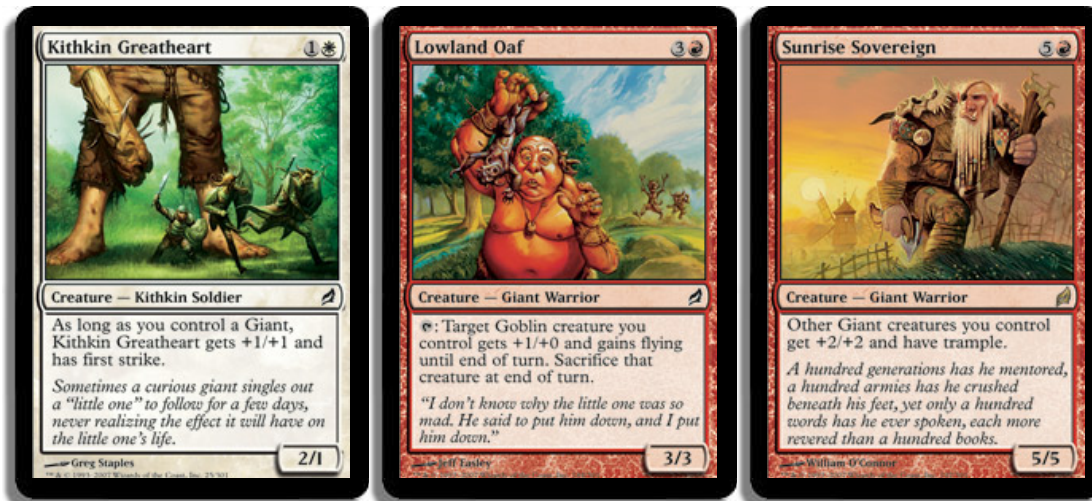 Kithkin Greatheart 1
Creature — Kithkin Soldier
As long as you control a Giant,
Kithkin Greatheart gets +1/+1 and
has first strike.
Sometimes a curious giant singles out
a “little one” to follow for a few days,
never realizing the effect it will have on
the little one’s life.
Greg Staples
2/1
Lowland Oaf 3
Creature — Giant Warrior
: Target Goblin creature you
control gets +1/+0 and gains flying
until end of turn. Sacrifice that
creature at end of turn.
“I don’t know why the little one was so
mad. He said to put him down, and I put
him down.”
Jeff Easley
3/3
Sunrise Sovereign 5
Creature — Giant Warrior
Other Giant creatures you control
get +2/+2 and have trample.
A hundred generations has he mentored,
a hundred armies has he crushed
beneath his feet, yet only a hundred
words has he ever spoken, each more
revered than a hundred books.
William O’Connor
5/5